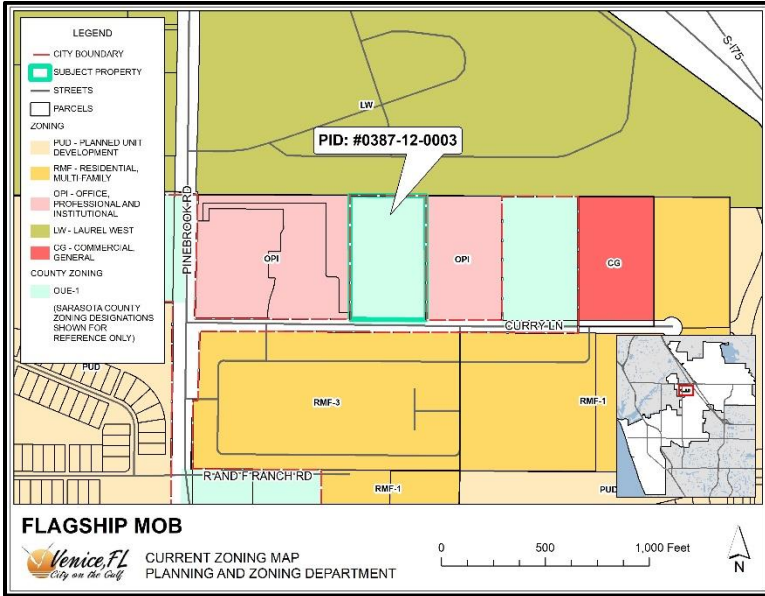 LEGEND
CITY BOUNDARY
SUBJECT PROPERTY
STREETS
PARCELS
ZONING
PUD - PLANNED UNIT
DEVELOPMENT
RMF - RESIDENTIAL,
MULTI-FAMILY
OPI - OFFICE,
PROFESSIONAL AND
INSTITUTIONAL
LW - LAUREL WEST
CG - COMMERCIAL,
GENERAL
COUNTY ZONING
OUE-1
(SARASOTA COUNTY
ZONING DESIGNATIONS
SHOWN FOR
REFERENCE ONLY)
S-I75
LW
PID: #0387-12-0003
PINEBROOK RD
OPI
OPI
CG
CURRY LN
PUD
RMF-3
RMF-1
R AND F RANCH RD
RMF-1
PUD
FLAGSHIP MOB
Venice, FL
City on the Gulf
CURRENT ZONING MAP
PLANNING AND ZONING DEPARTMENT
0 500 1,000 Feet
N